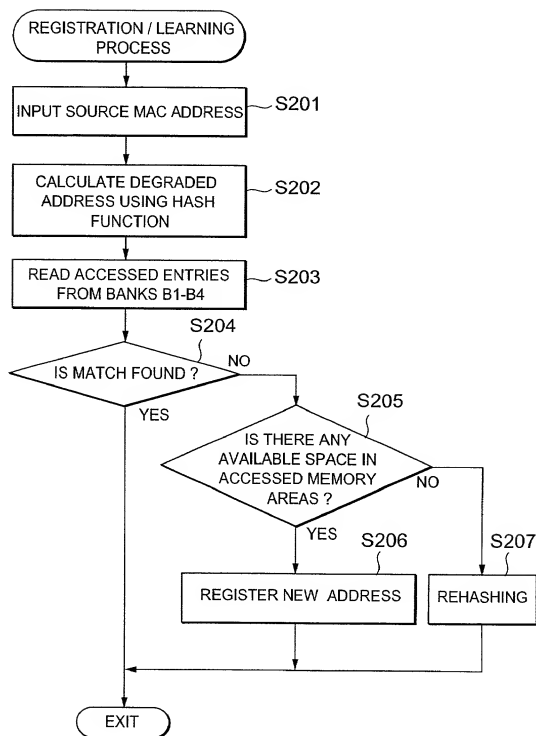 REGISTRATION / LEARNING
PROCESS
INPUT SOURCE MAC ADDRESS
S201
CALCULATE DEGRADED
ADDRESS USING HASH
FUNCTION
S202
READ ACCESSED ENTRIES
FROM BANKS B1-B4
S203
S204
IS MATCH FOUND ?
NO
YES
S205
IS THERE ANY
AVAILABLE SPACE IN
ACCESSED MEMORY
AREAS ?
NO
YES
S206
REGISTER NEW ADDRESS
S207
REHASHING
EXIT